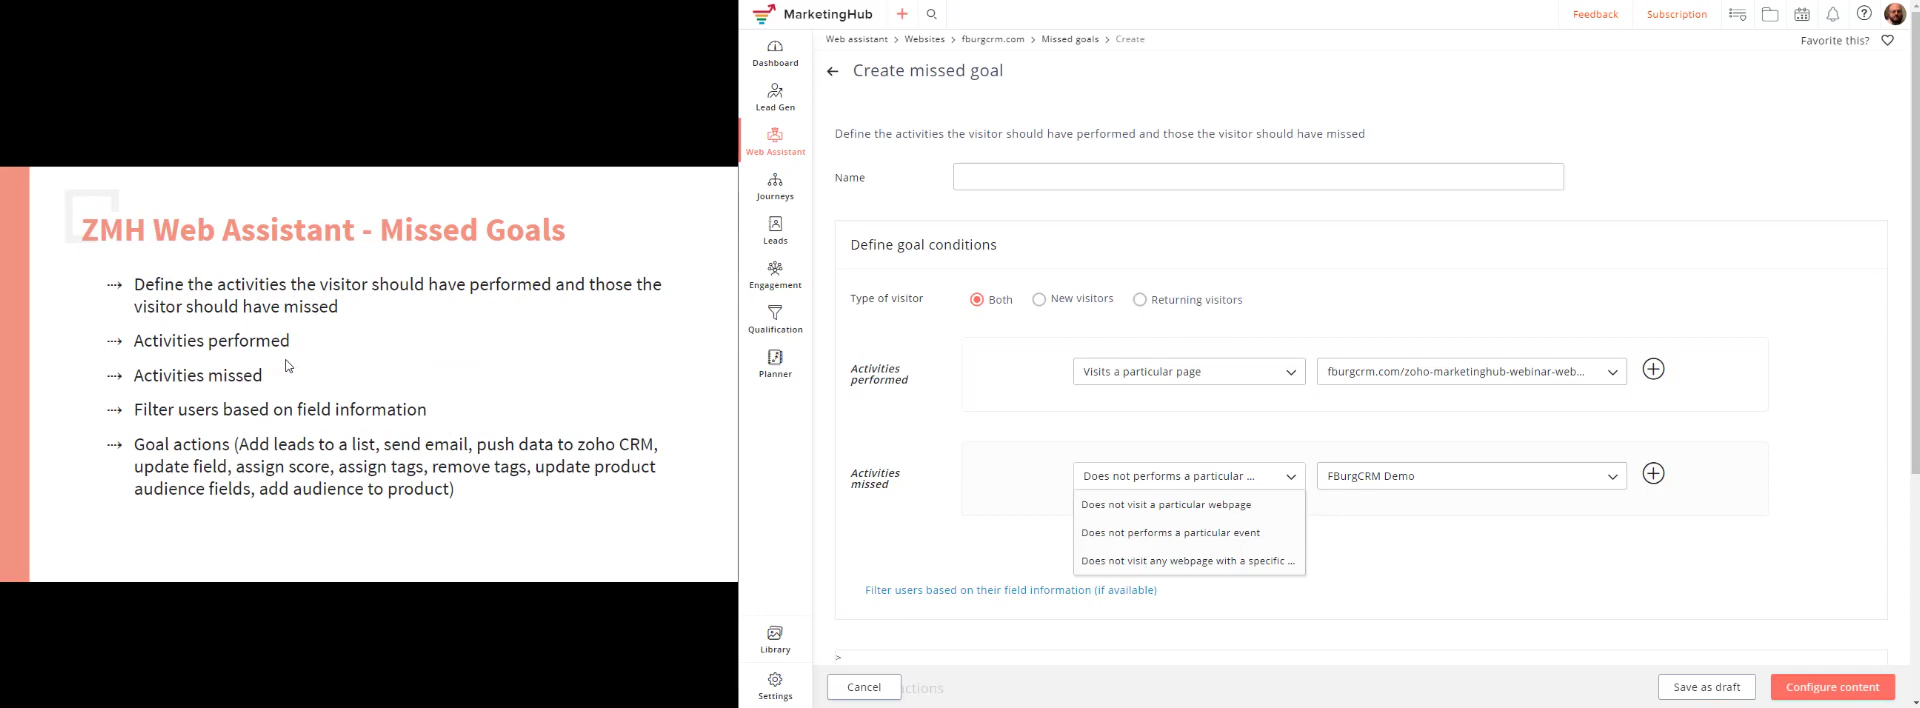 ZMH Web Assistant - Missed Goals
Define the activities the visitor should have performed and those the
visitor should have missed
Activities performed
Activities missed
Filter users based on field information
Goal actions (Add leads to a list, send email, push data to zoho CRM,
update field, assign score, assign tags, remove tags, update product
audience fields, add audience to product)
MarketingHub
Feedback
Subscription
Dashboard
Lead Gen
Web Assistant
Journeys
Leads
Engagement
Qualification
Planner
Library
Settings
Web assistant > Websites > fburgcrm.com > Missed goals > Create
Favorite this?
Create missed goal
Define the activities the visitor should have performed and those the visitor should have missed
Name
Define goal conditions
Type of visitor
Both
New visitors
Returning visitors
Activities
performed
Visits a particular page
fburgcrm.com/zoho-marketinghub-webinar-web...
Activities
missed
Does not performs a particular ...
FBurgCRM Demo
Does not visit a particular webpage
Does not performs a particular event
Does not visit any webpage with a specific ...
Filter users based on their field information (if available)
>
Cancel
ctions
Save as draft
Configure content